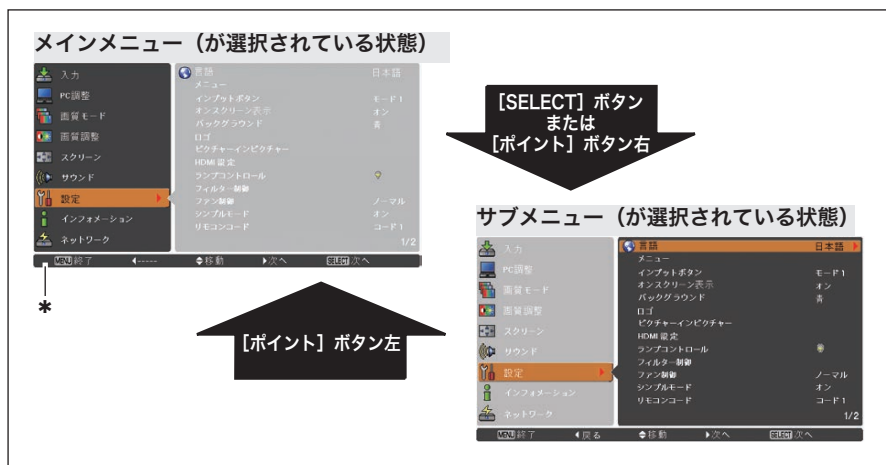 メインメニュー（が選択されている状態）
入力
PC調整
画質モード
画質調整
スクリーン
サウンド
設定
インフォメーション
ネットワーク
言語 日本語
メニュー
インプットボタン モード1
オンスクリーン表示 オン
バックグラウンド 青
ロゴ
ピクチャーインピクチャー
HDMI 設定
ランプコントロール
フィルター制御
ファン制御 ノーマル
シンプルモード オン
リモコンコード コード1
1/2
MENU 終了 ----- 移動 次へ SELECT 次へ
*
［SELECT］ボタン
または
［ポイント］ボタン右
［ポイント］ボタン左
サブメニュー（が選択されている状態）
入力
PC調整
画質モード
画質調整
スクリーン
サウンド
設定
インフォメーション
ネットワーク
言語 日本語
メニュー
インプットボタン モード1
オンスクリーン表示 オン
バックグラウンド 青
ロゴ
ピクチャーインピクチャー
HDMI 設定
ランプコントロール
フィルター制御
ファン制御 ノーマル
シンプルモード オン
リモコンコード コード1
1/2
MENU 終了 戻る 移動 次へ SELECT 次へ